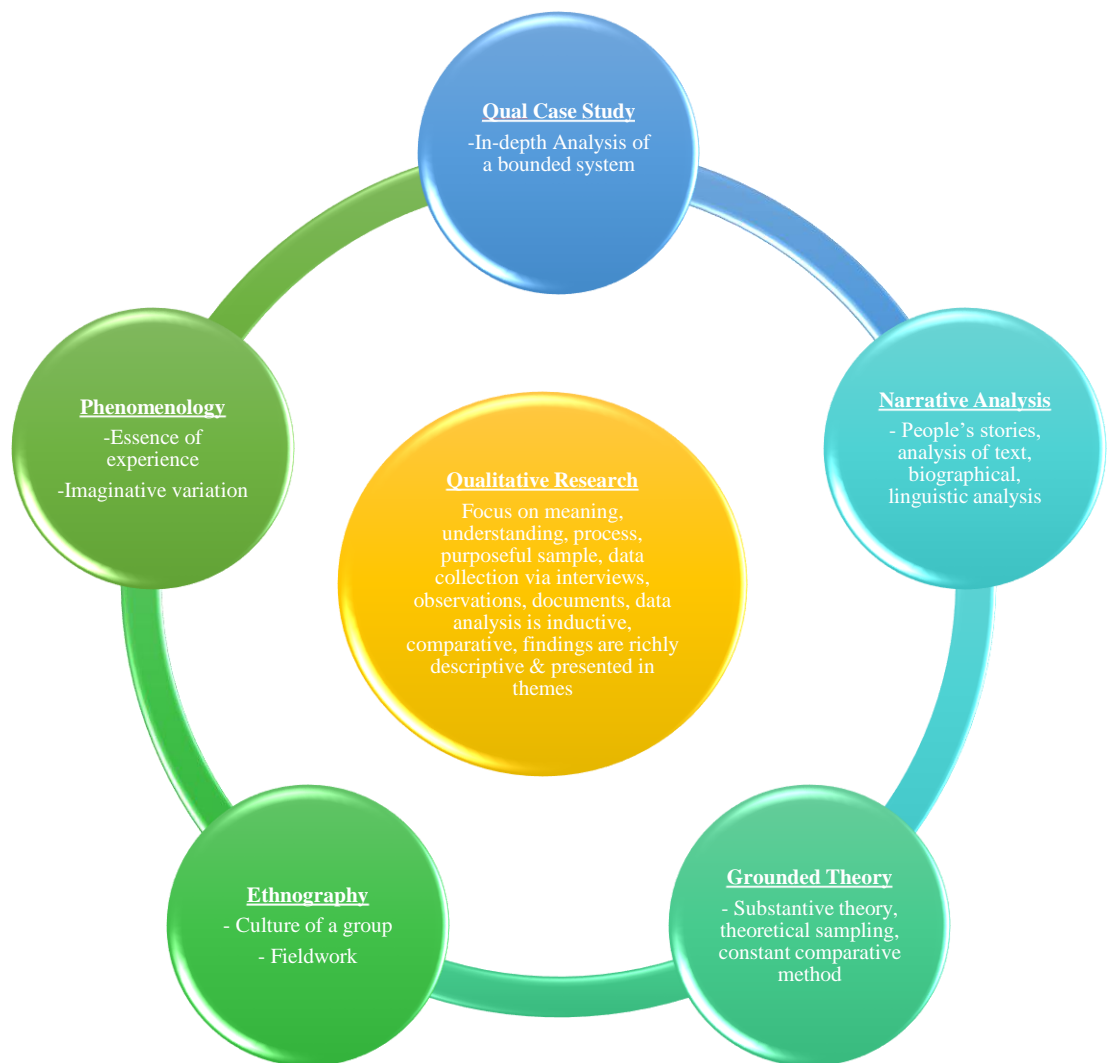 Qual Case Study
-In-depth Analysis of
a bounded system
Narrative Analysis
- People’s stories,
analysis of text,
biographical,
linguistic analysis
Grounded Theory
- Substantive theory,
theoretical sampling,
constant comparative
method
Ethnography
- Culture of a group
- Fieldwork
Phenomenology
-Essence of
experience
-Imaginative variation
Qualitative Research
Focus on meaning,
understanding, process,
purposeful sample, data
collection via interviews,
observations, documents, data
analysis is inductive,
comparative, findings are richly
descriptive & presented in
themes